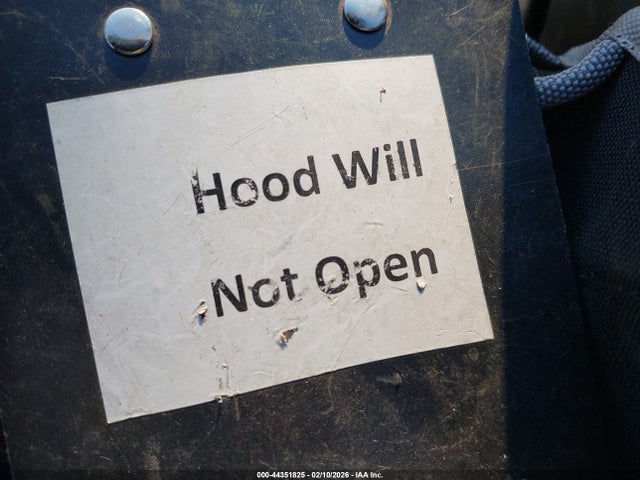 Hood Will
Not Open
000-44351825 - 02/10/2026 - IAA Inc.